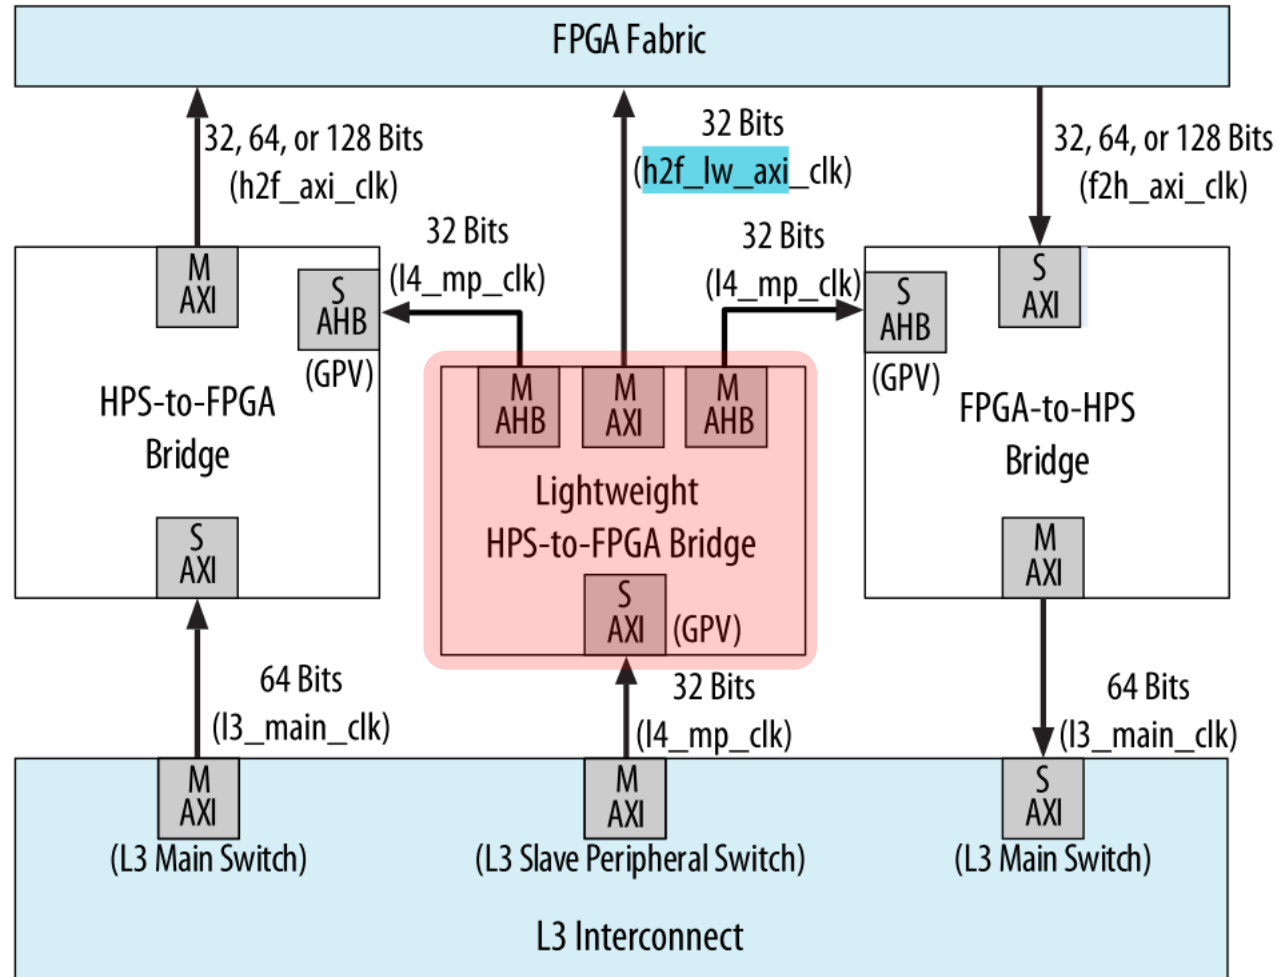 FPGA Fabric
32, 64, or 128 Bits
(h2f_axi_clk)
32 Bits
(h2f_lw_axi_clk)
32, 64, or 128 Bits
(f2h_axi_clk)
32 Bits
(l4_mp_clk)
32 Bits
(l4_mp_clk)
M
AXI
S
AHB
(GPV)
HPS-to-FPGA
Bridge
S
AXI
M
AHB
M
AXI
M
AHB
Lightweight
HPS-to-FPGA Bridge
S
AXI
(GPV)
S
AHB
(GPV)
S
AXI
FPGA-to-HPS
Bridge
M
AXI
64 Bits
(l3_main_clk)
32 Bits
(l4_mp_clk)
64 Bits
(l3_main_clk)
M
AXI
(L3 Main Switch)
M
AXI
(L3 Slave Peripheral Switch)
S
AXI
(L3 Main Switch)
L3 Interconnect